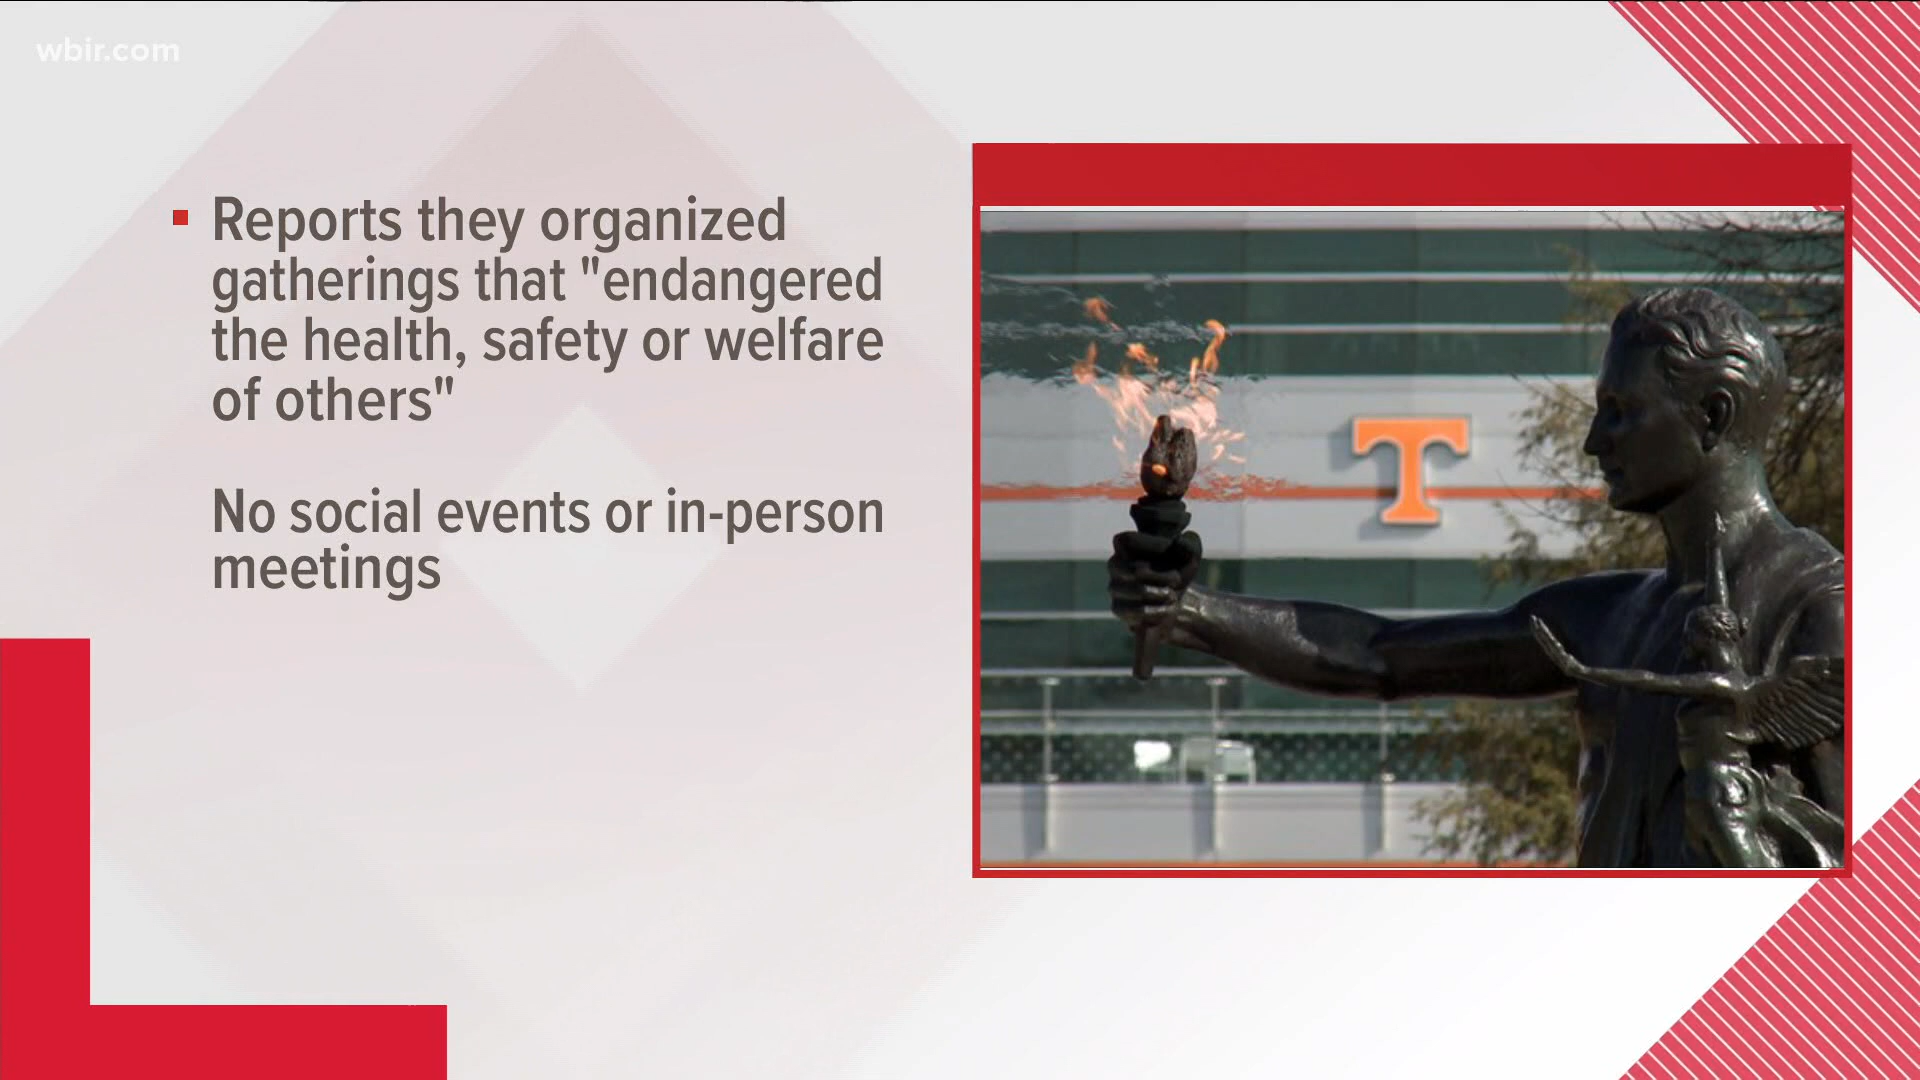 wbir.com
Reports they organized
gatherings that "endangered
the health, safety or welfare
of others"
No social events or in-person
meetings
T